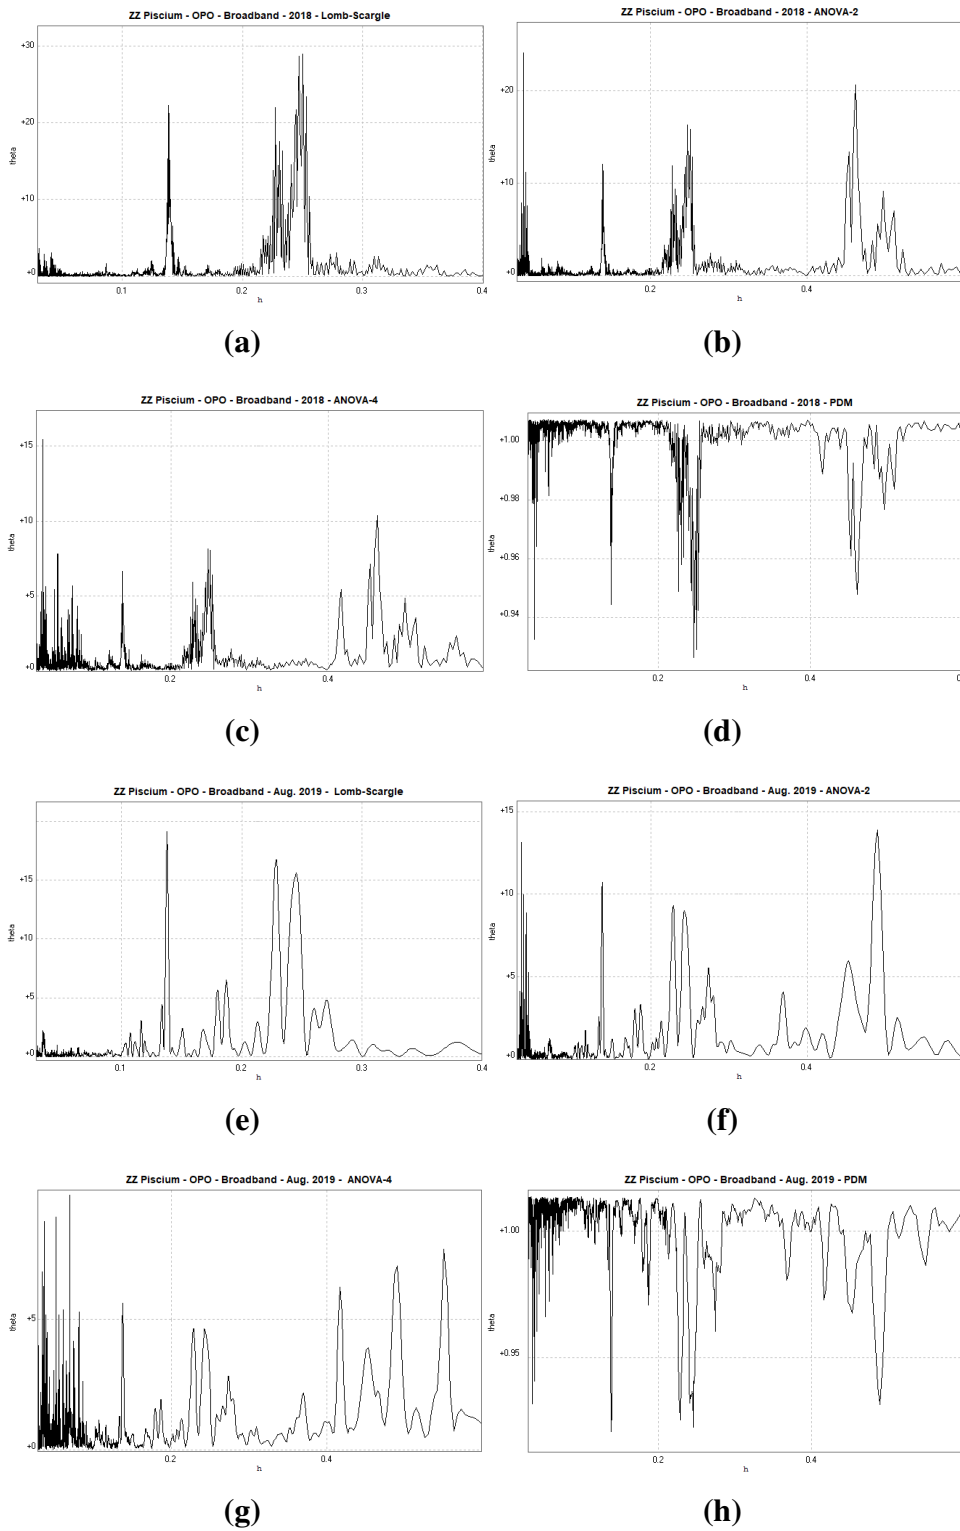 ZZ Piscium - OPO - Broadband - 2018 - Lomb-Scargle
+30
+20
+10
+0
theta
0.1
0.2
0.3
0.4
h
(a)
ZZ Piscium - OPO - Broadband - 2018 - ANOVA-2
+20
+10
+0
theta
0.2
0.4
h
(b)
ZZ Piscium - OPO - Broadband - 2018 - ANOVA-4
+15
+10
+5
+0
theta
0.2
0.4
h
(c)
ZZ Piscium - OPO - Broadband - 2018 - PDM
+1.00
+0.98
+0.96
+0.94
theta
0.2
0.4
h
(d)
ZZ Piscium - OPO - Broadband - Aug. 2019 - Lomb-Scargle
+15
+10
+5
+0
theta
0.1
0.2
0.3
0.4
h
(e)
ZZ Piscium - OPO - Broadband - Aug. 2019 - ANOVA-2
+15
+10
+5
+0
theta
0.2
0.4
h
(f)
ZZ Piscium - OPO - Broadband - Aug. 2019 - ANOVA-4
+5
+0
theta
0.2
0.4
h
(g)
ZZ Piscium - OPO - Broadband - Aug. 2019 - PDM
+1.00
+0.95
theta
0.2
0.4
h
(h)